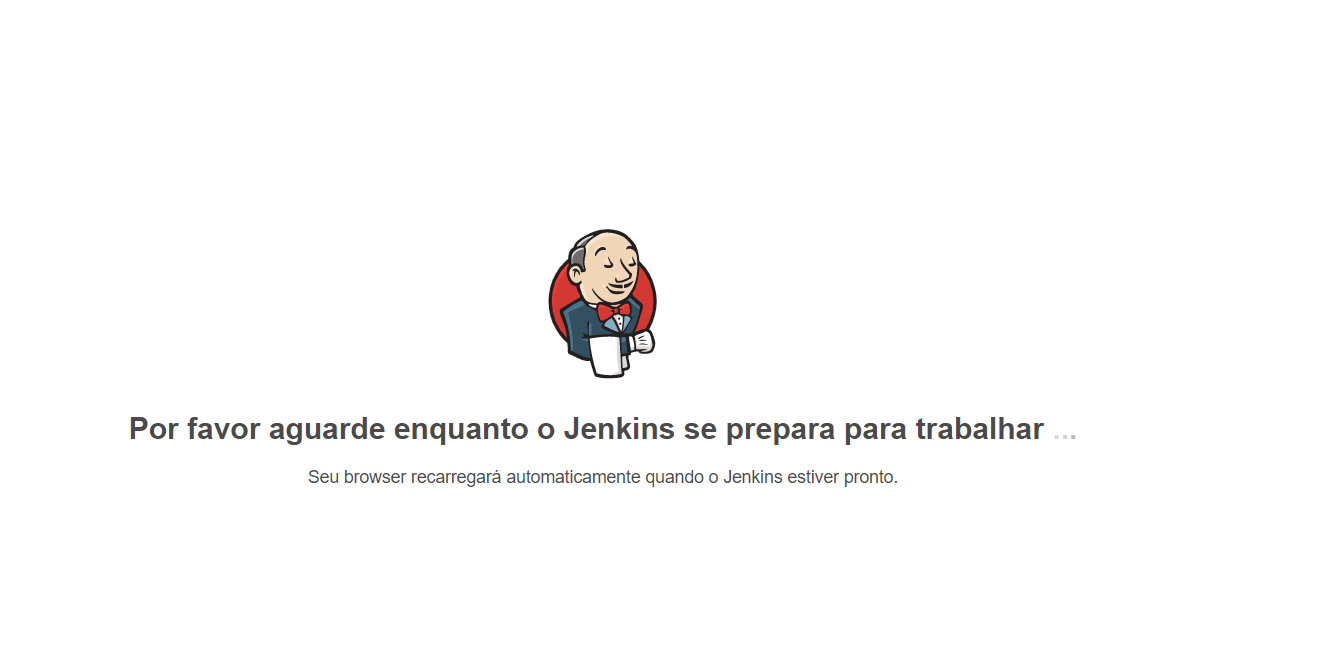 Por favor aguarde enquanto o Jenkins se prepara para trabalhar ...
Seu browser recarregará automaticamente quando o Jenkins estiver pronto.